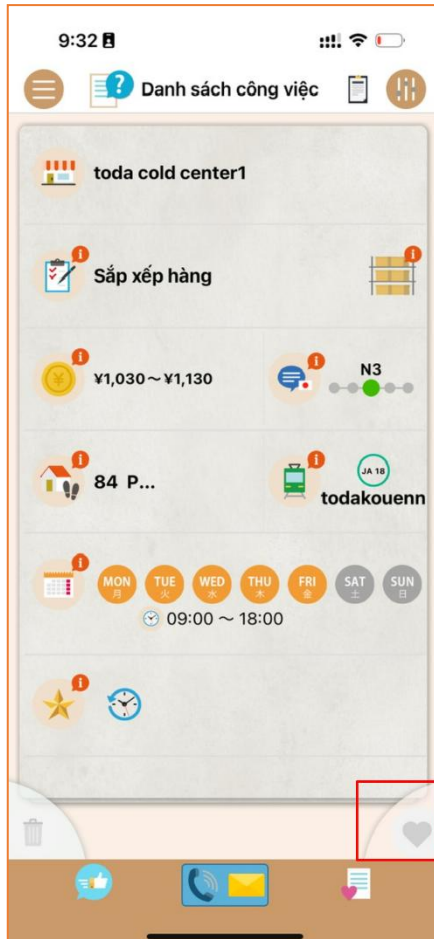 9:32
Danh sách công việc
toda cold center1
Sắp xếp hàng
¥1,030～¥1,130
N3
84 P...
JA 18
todakouenn
MON TUE WED THU FRI SAT SUN
月 火 水 木 金 土 日
09:00 ～ 18:00